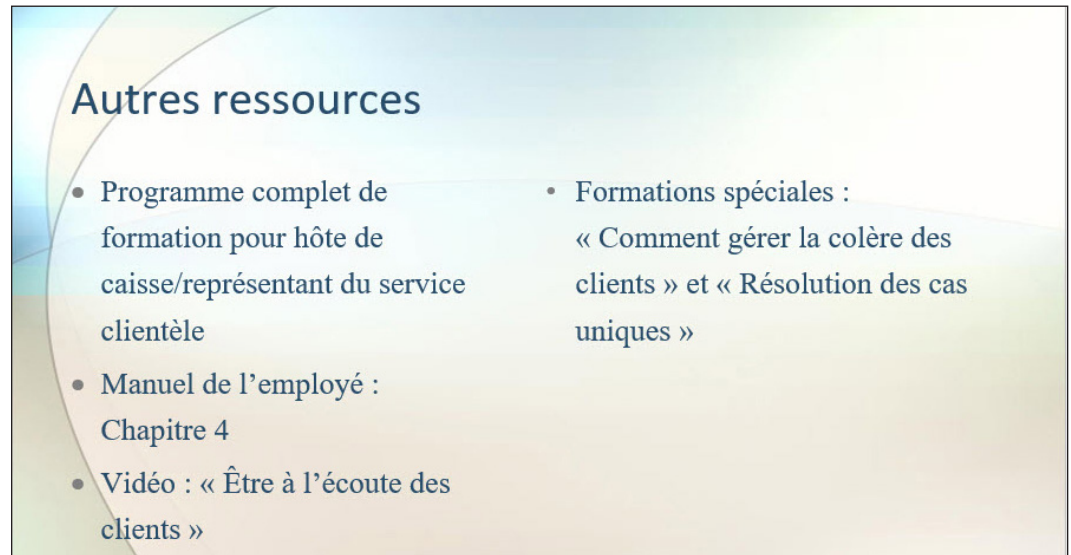 Autres ressources
• Programme complet de
formation pour hôte de
caisse/représentant du service
clientèle
• Manuel de l’employé :
Chapitre 4
• Vidéo : « Être à l’écoute des
clients »
• Formations spéciales :
« Comment gérer la colère des
clients » et « Résolution des cas
uniques »